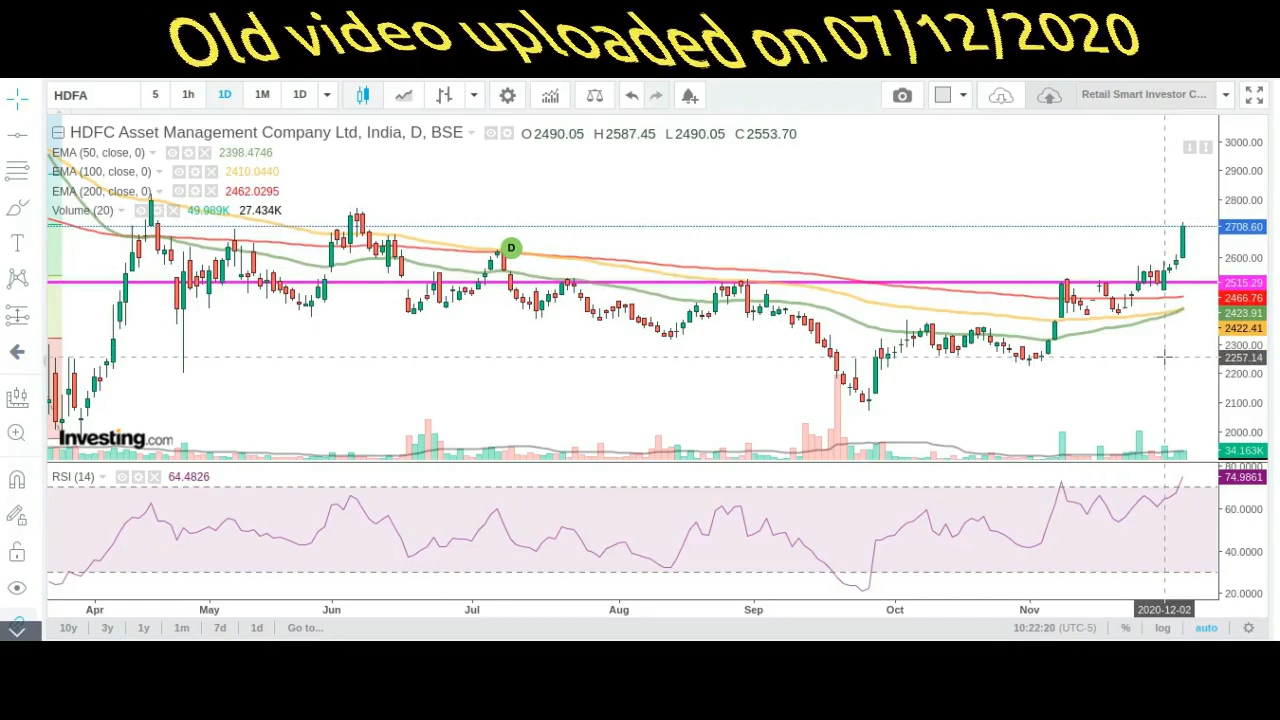 Old video uploaded on 07/12/2020
HDFA 5 1h 1D 1M 1D Retail Smart Investor C...
HDFC Asset Management Company Ltd, India, D, BSE O2490.05 H2587.45 L2490.05 C2553.70
EMA (50, close, 0) 2398.4746
EMA (100, close, 0) 2410.0440
EMA (200, close, 0) 2462.0295
Volume (20) 49.989K 27.434K
D
3000.00
2900.00
2800.00
2708.60
2600.00
2515.29
2466.76
2423.91
2422.41
2300.00
2257.14
2200.00
2100.00
2000.00
34.163K
Investing.com
RSI (14) 64.4826
80.0000
74.9861
60.0000
40.0000
20.0000
Apr May Jun Jul Aug Sep Oct Nov 2020-12-02
10y 3y 1y 1m 7d 1d Go to... 10:22:20 (UTC-5) % log auto